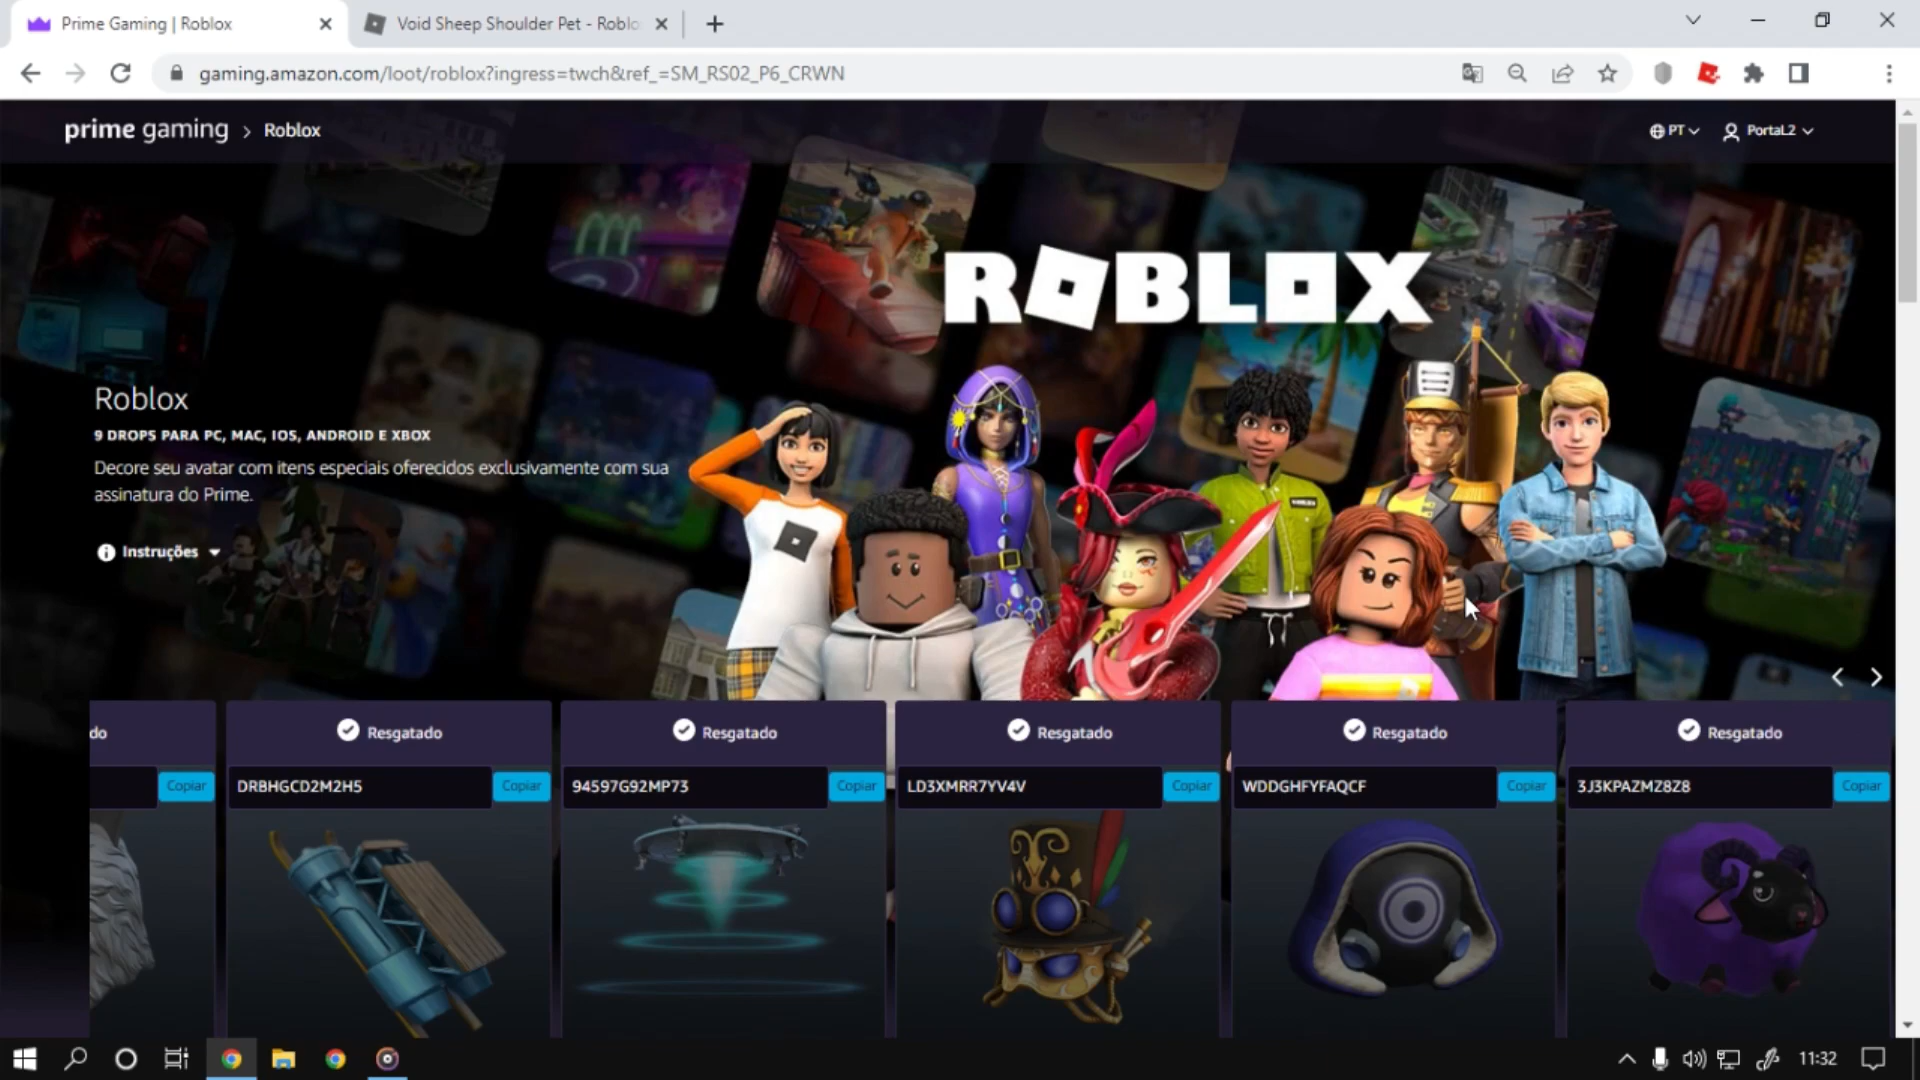 Prime Gaming | Roblox
Void Sheep Shoulder Pet - Roblo
gaming.amazon.com/loot/roblox?ingress=twch&ref_=SM_RS02_P6_CRWN
prime gaming > Roblox
PT
PortaL2
ROBLOX
Roblox
9 DROPS PARA PC, MAC, IOS, ANDROID E XBOX
Decore seu avatar com itens especiais oferecidos exclusivamente com sua
assinatura do Prime.
Instruções
do
Resgatado
Resgatado
Resgatado
Resgatado
Resgatado
Copiar
DRBHGCD2M2H5
Copiar
94597G92MP73
Copiar
LD3XMRR7YV4V
Copiar
WDDGHFYFAQCF
Copiar
3J3KPAZMZ8Z8
Copiar
11:32